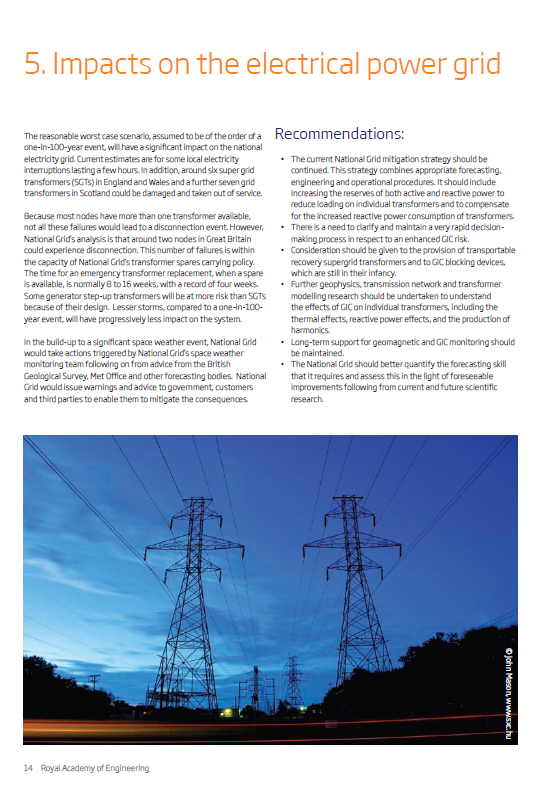 5. Impacts on the electrical power grid
The reasonable worst case scenario, assumed to be of the order of a
one-in-100-year event, will have a significant impact on the national
electricity grid. Current estimates are for some local electricity
interruptions lasting a few hours. In addition, around six super grid
transformers (SGTs) in England and Wales and a further seven grid
transformers in Scotland could be damaged and taken out of service.
Because most nodes have more than one transformer available,
not all these failures would lead to a disconnection event. However,
National Grid's analysis is that around two nodes in Great Britain
could experience disconnection. This number of failures is within
the capacity of National Grid's transformer spares carrying policy.
The time for an emergency transformer replacement, when a spare
is available, is normally 8 to 16 weeks, with a record of four weeks.
Some generator step-up transformers will be at more risk than SGTs
because of their design. Lesser storms, compared to a one-in-100-
year event, will have progressively less impact on the system.
In the build-up to a significant space weather event, National Grid
would take actions triggered by National Grid's space weather
monitoring team following on from advice from the British
Geological Survey, Met Office and other forecasting bodies. National
Grid would issue warnings and advice to government, customers
and third parties to enable them to mitigate the consequences.
Recommendations:
• The current National Grid mitigation strategy should be
continued. This strategy combines appropriate forecasting,
engineering and operational procedures. It should include
increasing the reserves of both active and reactive power to
reduce loading on individual transformers and to compensate
for the increased reactive power consumption of transformers.
• There is a need to clarify and maintain a very rapid decision-
making process in respect to an enhanced GIC risk.
• Consideration should be given to the provision of transportable
recovery supergrid transformers and to GIC blocking devices,
which are still in their infancy.
• Further geophysics, transmission network and transformer
modelling research should be undertaken to understand
the effects of GIC on individual transformers, including the
thermal effects, reactive power effects, and the production of
harmonics.
• Long-term support for geomagnetic and GIC monitoring should
be maintained.
• The National Grid should better quantify the forecasting skill
that it requires and assess this in the light of foreseeable
improvements following from current and future scientific
research.
© John Mason, www.sxc.hu
14 Royal Academy of Engineering